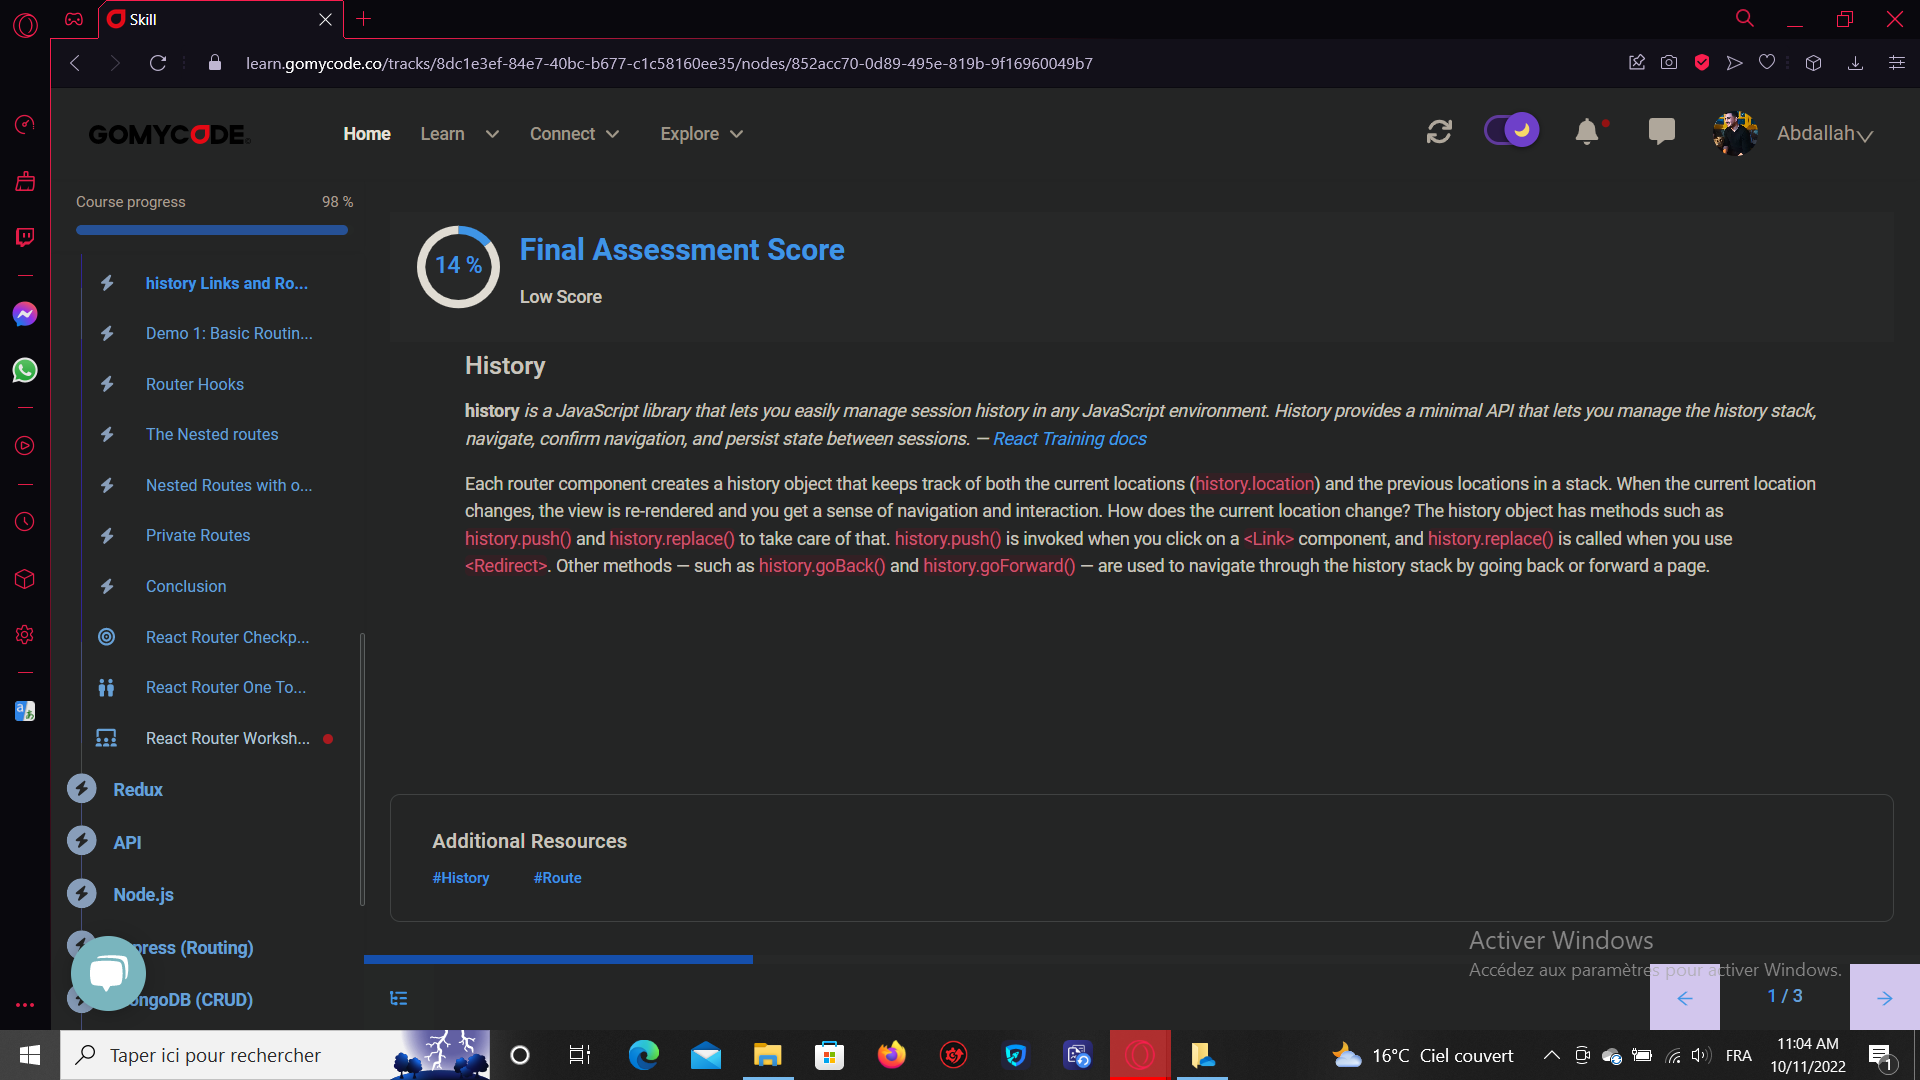 Skill
learn.gomycode.co/tracks/8dc1e3ef-84e7-40bc-b677-c1c58160ee35/nodes/852acc70-0d89-495e-819b-9f16960049b7
GOMYCODE
Home Learn Connect Explore
Abdallah
Course progress 98 %
history Links and Ro...
Demo 1: Basic Routin...
Router Hooks
The Nested routes
Nested Routes with o...
Private Routes
Conclusion
React Router Checkp...
React Router One To...
React Router Worksh...
Redux
API
Node.js
press (Routing)
ongoDB (CRUD)
14 %
Final Assessment Score
Low Score
History
history is a JavaScript library that lets you easily manage session history in any JavaScript environment. History provides a minimal API that lets you manage the history stack,
navigate, confirm navigation, and persist state between sessions. — React Training docs
Each router component creates a history object that keeps track of both the current locations (history.location) and the previous locations in a stack. When the current location
changes, the view is re-rendered and you get a sense of navigation and interaction. How does the current location change? The history object has methods such as
history.push() and history.replace() to take care of that. history.push() is invoked when you click on a <Link> component, and history.replace() is called when you use
<Redirect>. Other methods — such as history.goBack() and history.goForward() — are used to navigate through the history stack by going back or forward a page.
Additional Resources
#History #Route
Activer Windows
Accédez aux paramètres pour activer Windows.
1 / 3
Taper ici pour rechercher
16°C Ciel couvert
FRA
11:04 AM
10/11/2022
1